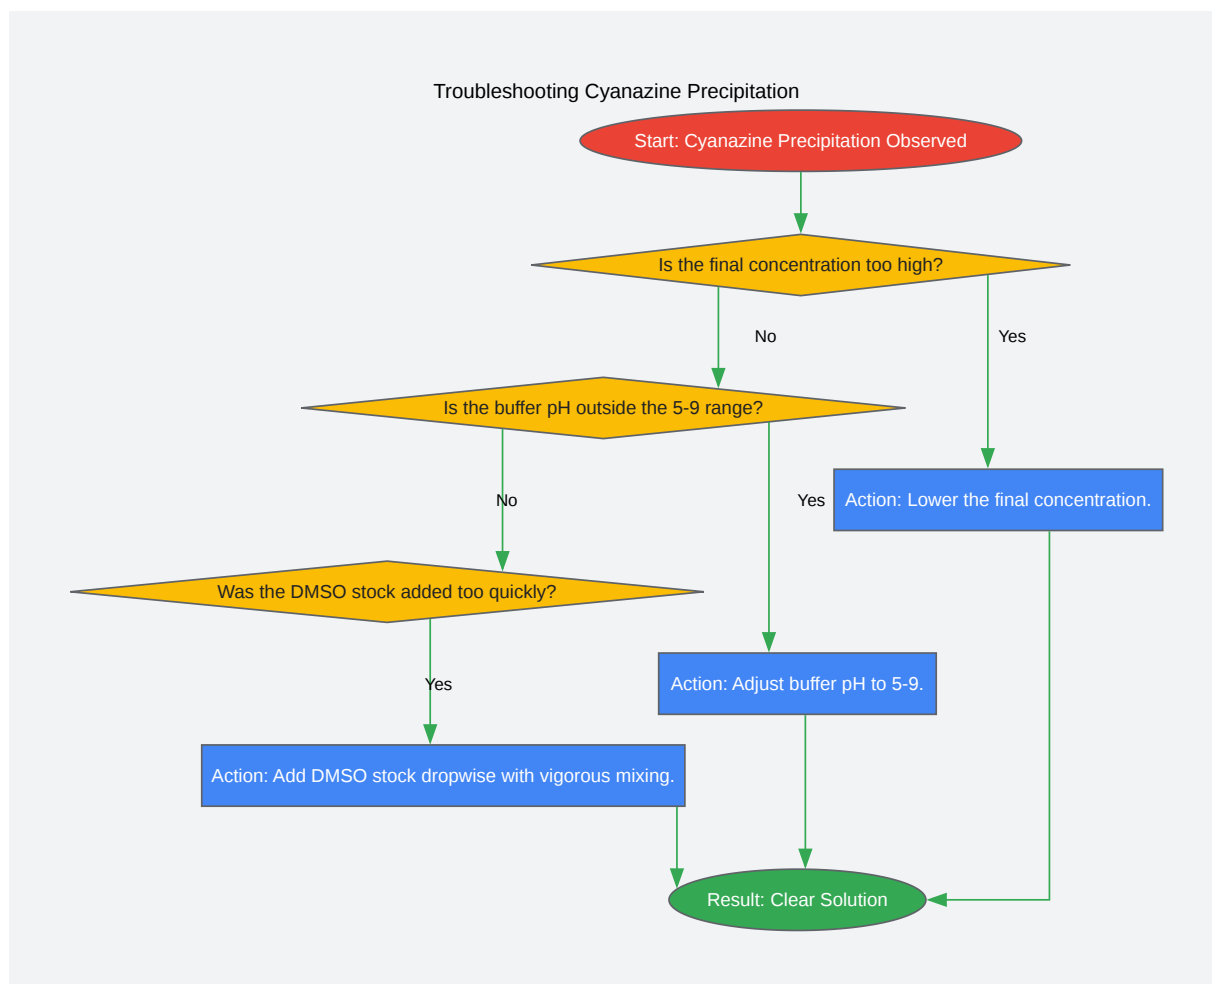 Troubleshooting Cyanazine Precipitation
Start: Cyanazine Precipitation Observed
Is the final concentration too high?
No
Yes
Is the buffer pH outside the 5-9 range?
No
Yes
Action: Lower the final concentration.
Was the DMSO stock added too quickly?
Yes
Action: Adjust buffer pH to 5-9.
Action: Add DMSO stock dropwise with vigorous mixing.
Result: Clear Solution